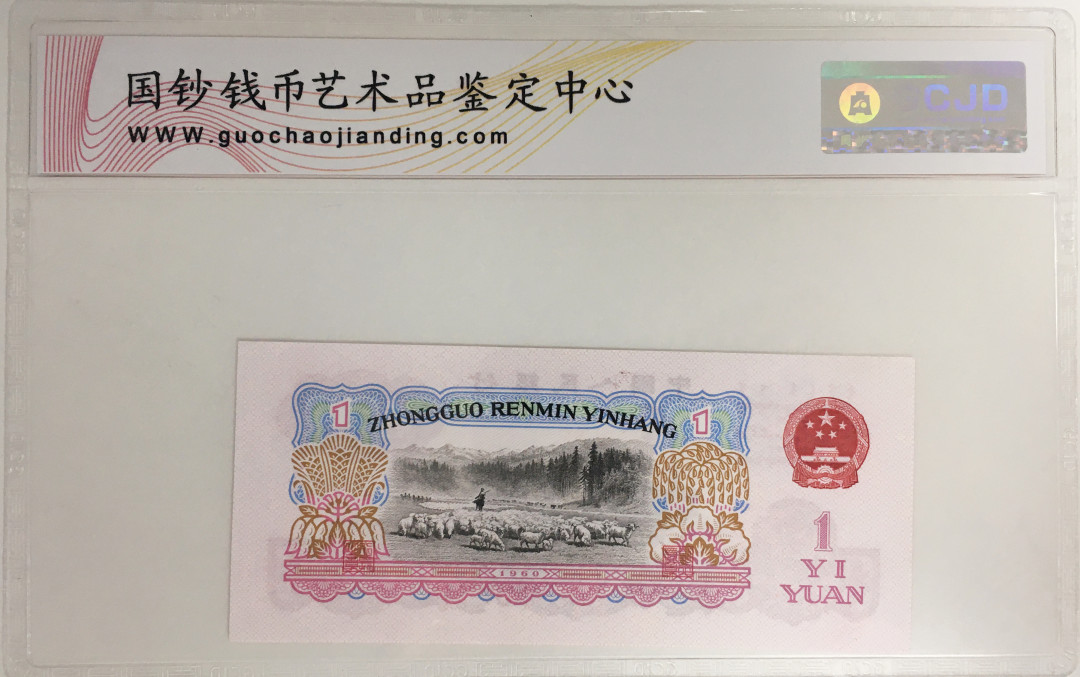 国钞钱币艺术品鉴定中心
WWW.guochaojianding.com
CJD
ZHONGGUO RENMIN YINHANG
1
1
1960
1
YI
YUAN